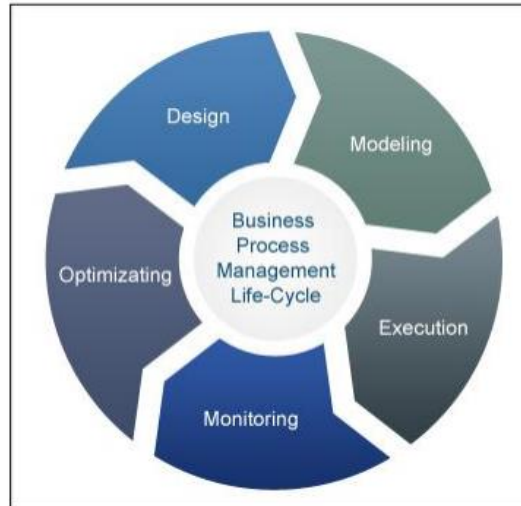 Design
Modeling
Business
Process
Management
Life-Cycle
Optimizating
Execution
Monitoring